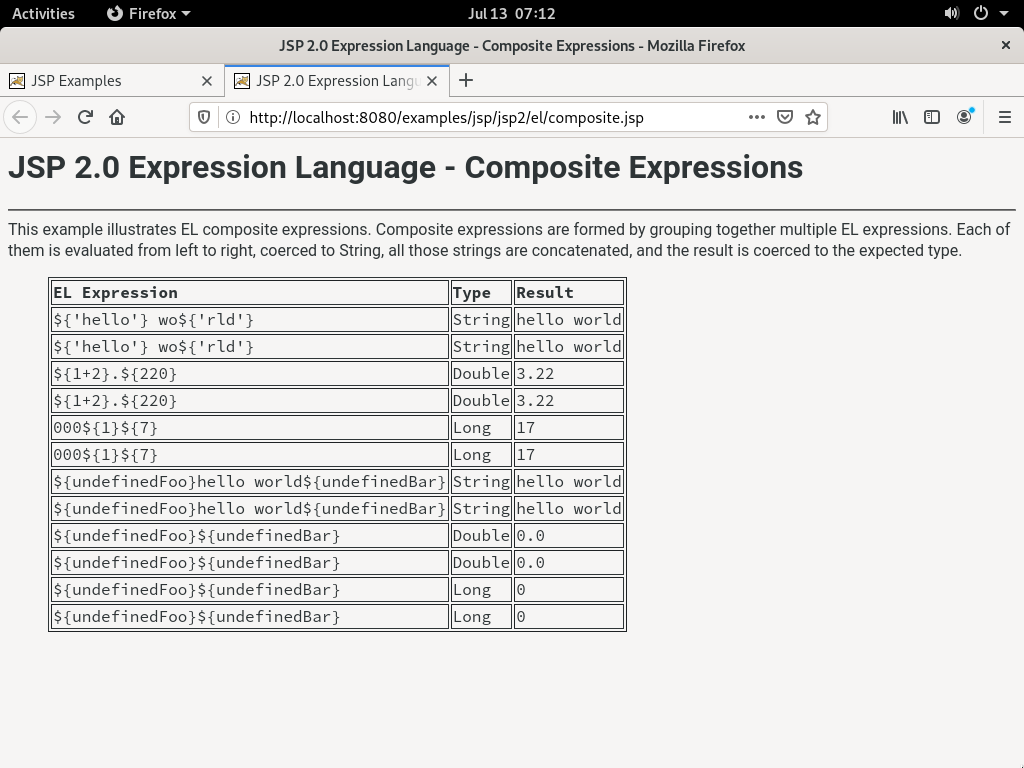 Activities Firefox Jul 13 07:12
JSP 2.0 Expression Language - Composite Expressions - Mozilla Firefox
JSP Examples JSP 2.0 Expression Langu
http://localhost:8080/examples/jsp/jsp2/el/composite.jsp
JSP 2.0 Expression Language - Composite Expressions
This example illustrates EL composite expressions. Composite expressions are formed by grouping together multiple EL expressions. Each of
them is evaluated from left to right, coerced to String, all those strings are concatenated, and the result is coerced to the expected type.
EL Expression Type Result
${'hello'} wo${'rld'} String hello world
${'hello'} wo${'rld'} String hello world
${1+2}.${220} Double 3.22
${1+2}.${220} Double 3.22
000${1}${7} Long 17
000${1}${7} Long 17
${undefinedFoo}hello world${undefinedBar} String hello world
${undefinedFoo}hello world${undefinedBar} String hello world
${undefinedFoo}${undefinedBar} Double 0.0
${undefinedFoo}${undefinedBar} Double 0.0
${undefinedFoo}${undefinedBar} Long 0
${undefinedFoo}${undefinedBar} Long 0